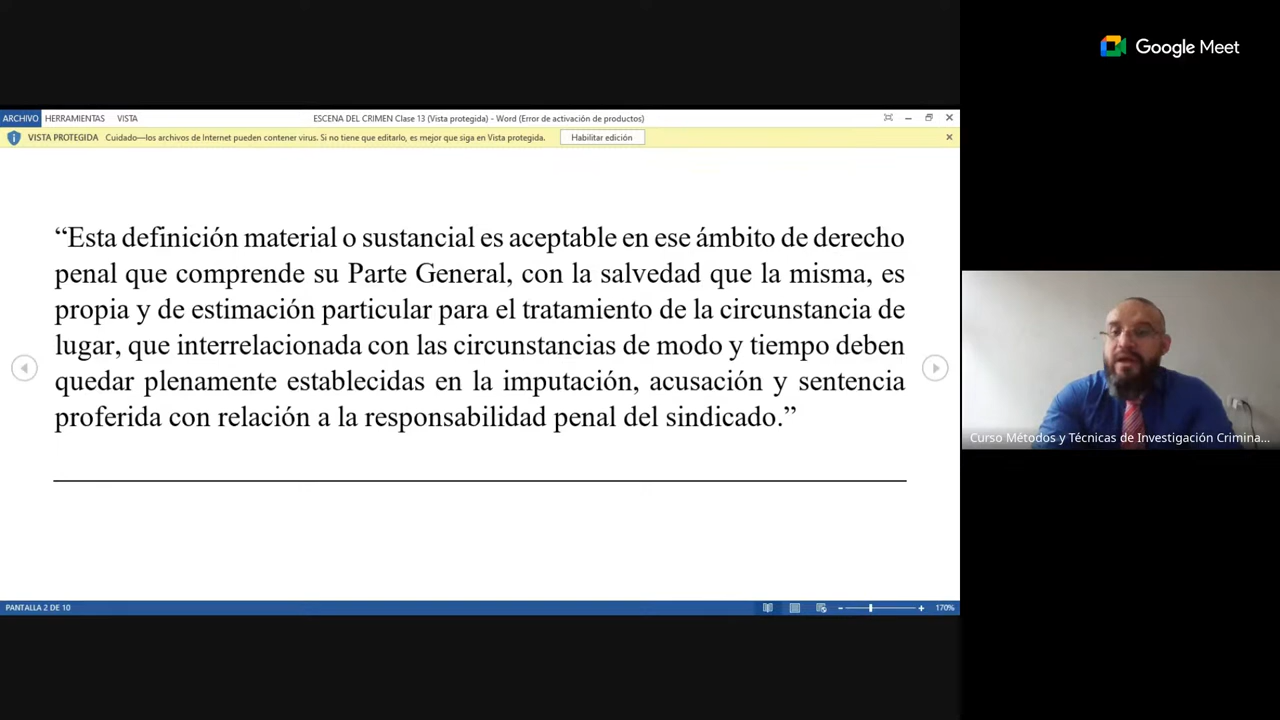 Google Meet
ARCHIVO HERRAMIENTAS VISTA
ESCENA DEL CRIMEN Clase 13 (Vista protegida) - Word (Error de activación de productos)
VISTA PROTEGIDA Cuidado—los archivos de Internet pueden contener virus. Si no tiene que editarlo, es mejor que siga en Vista protegida. Habilitar edición
“Esta definición material o sustancial es aceptable en ese ámbito de derecho
penal que comprende su Parte General, con la salvedad que la misma, es
propia y de estimación particular para el tratamiento de la circunstancia de
lugar, que interrelacionada con las circunstancias de modo y tiempo deben
quedar plenamente establecidas en la imputación, acusación y sentencia
proferida con relación a la responsabilidad penal del sindicado.”
Curso Métodos y Técnicas de Investigación Crimina...
PANTALLA 2 DE 10
170%